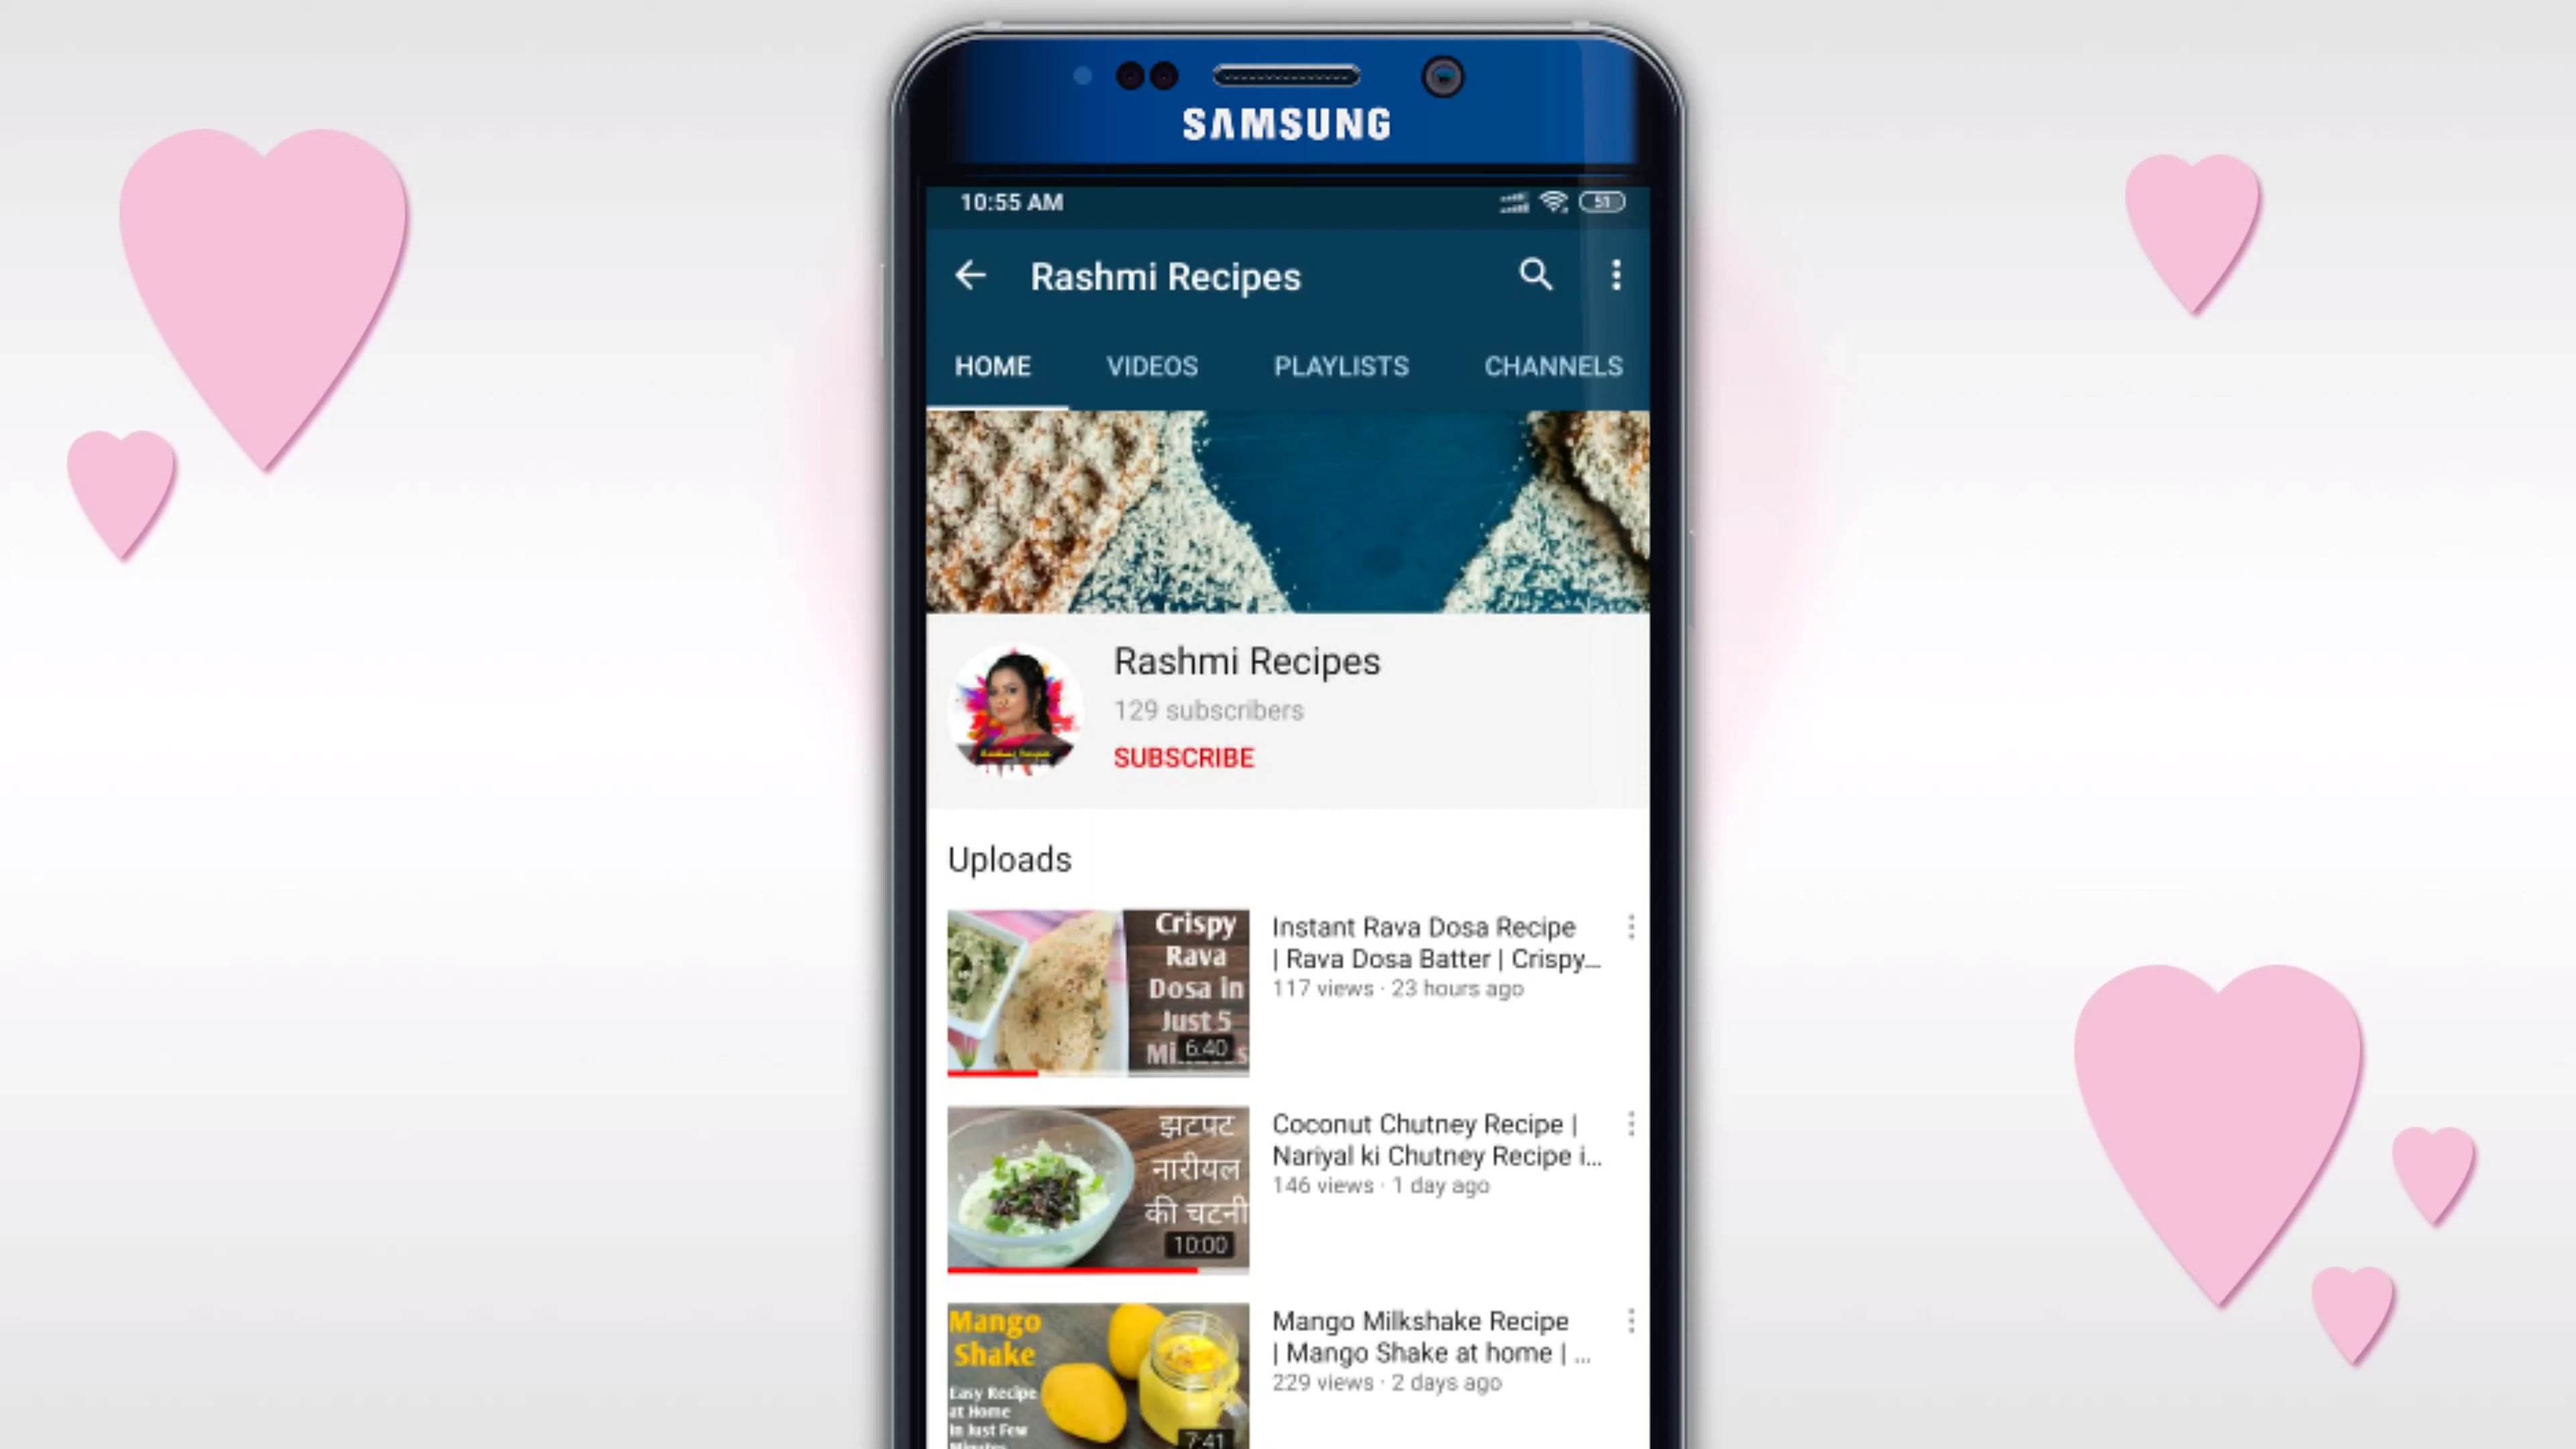 SAMSUNG
10:55 AM
51
Rashmi Recipes
HOME
VIDEOS
PLAYLISTS
CHANNELS
Rashmi Recipes
129 subscribers
SUBSCRIBE
Uploads
Crispy
Rava
Dosa in
Just 5
6:40
Instant Rava Dosa Recipe
| Rava Dosa Batter | Crispy...
117 views · 23 hours ago
झटपट
नारीयल
की चटनी
10:00
Coconut Chutney Recipe |
Nariyal ki Chutney Recipe i...
146 views · 1 day ago
Mango
Shake
Easy Recipe
at Home
in Just Few
7:41
Mango Milkshake Recipe
| Mango Shake at home | ...
229 views · 2 days ago